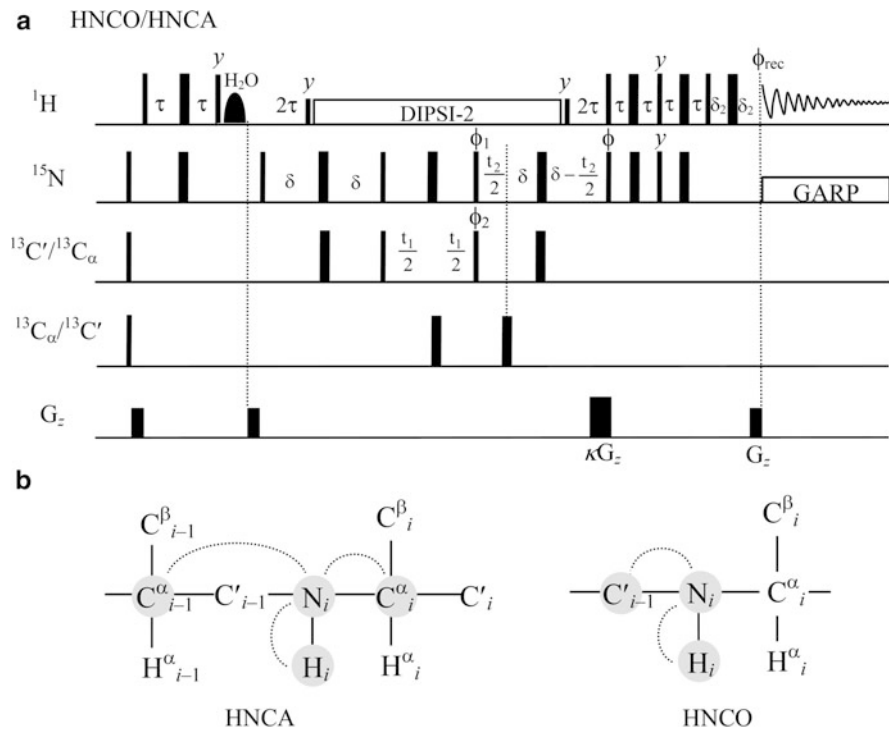 a HNCO/HNCA
y H₂O y y y ϕrec
¹H τ τ 2τ DIPSI-2 2τ τ τ τ τ δ₂ δ₂
ϕ₁ ϕ y
¹⁵N δ δ t₂/2 δ δ − t₂/2 GARP
ϕ₂
¹³C′/¹³Cα t₁/2 t₁/2
¹³Cα/¹³C′
Gz
κGz Gz
b
Cβi−1 Cβi Cβi
Cαi−1 C′i−1 Ni Cαi C′i C′i−1 Ni Cαi
Hαi−1 Hi Hαi Hi Hαi
HNCA HNCO